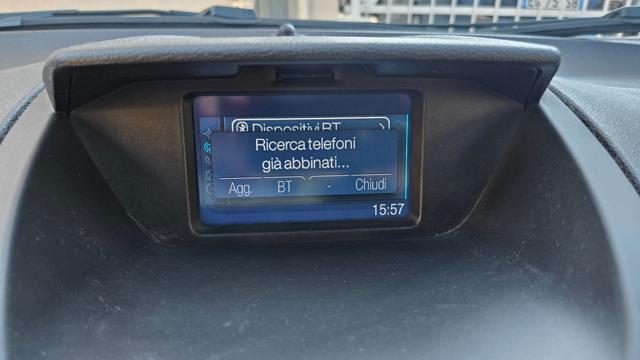 Dispositivi BT
Ricerca telefoni
già abbinati...
Agg. BT - Chiudi
15:57